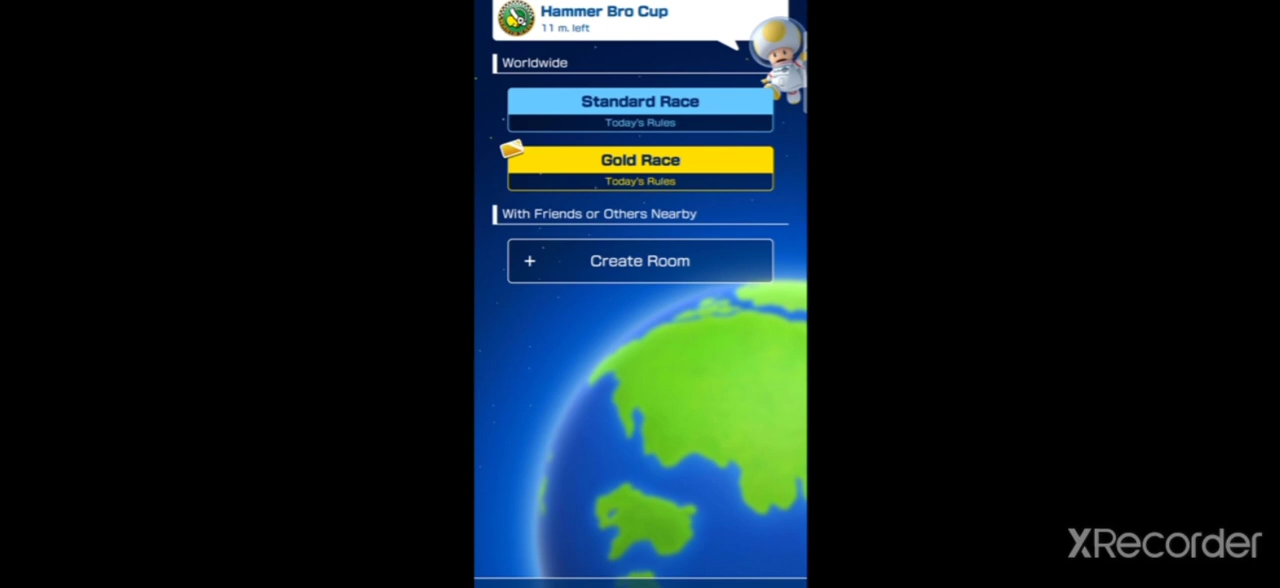 Hammer Bro Cup
11 m. left
Worldwide
Standard Race
Today's Rules
Gold Race
Today's Rules
With Friends or Others Nearby
+ Create Room
XRecorder